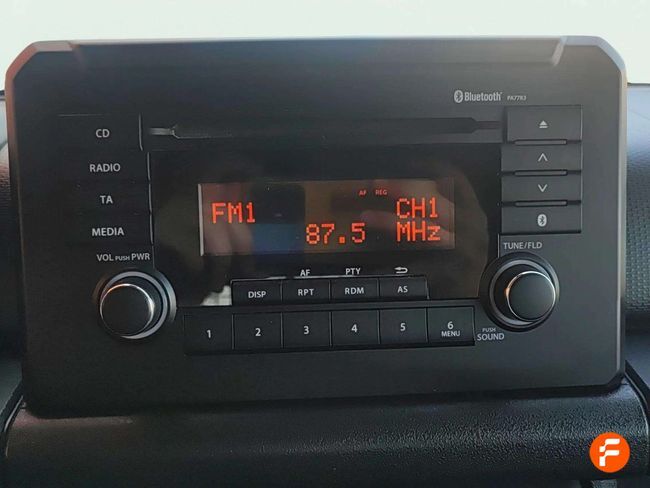 Bluetooth PA7783
CD
RADIO
TA
MEDIA
VOL PUSH PWR
AF REG
FM1 CH1
87.5 MHz
TUNE/FLD
AF PTY
DISP RPT RDM AS
1 2 3 4 5 6 MENU
PUSH SOUND